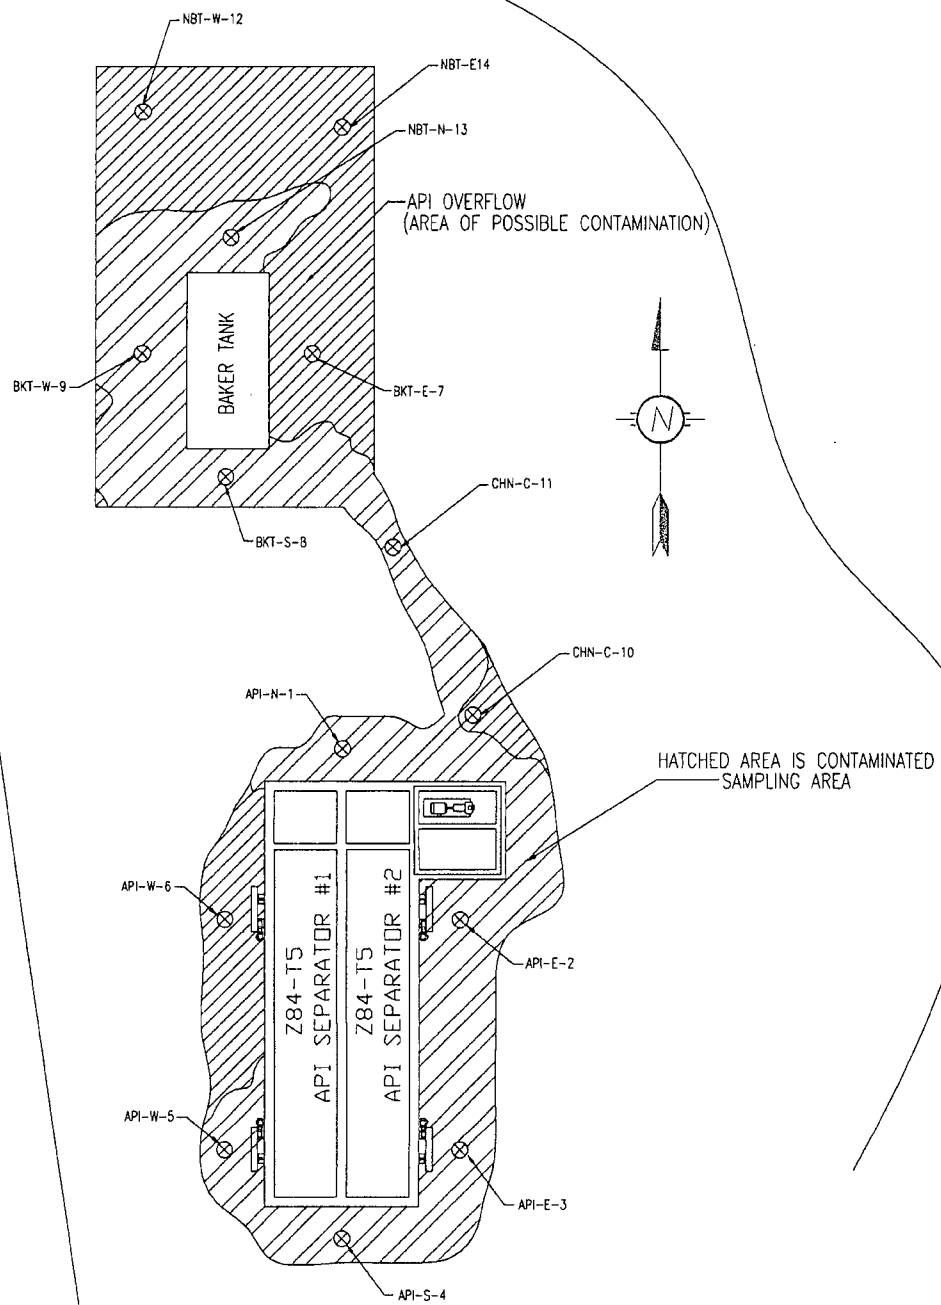 NBT-W-12
NBT-E14
NBT-N-13
API OVERFLOW
(AREA OF POSSIBLE CONTAMINATION)
BAKER TANK
BKT-W-9
BKT-E-7
N
CHN-C-11
BKT-S-8
CHN-C-10
API-N-1
HATCHED AREA IS CONTAMINATED
SAMPLING AREA
Z84-T5
API SEPARATOR #1
Z84-T5
API SEPARATOR #2
API-W-6
API-E-2
API-W-5
API-E-3
API-S-4